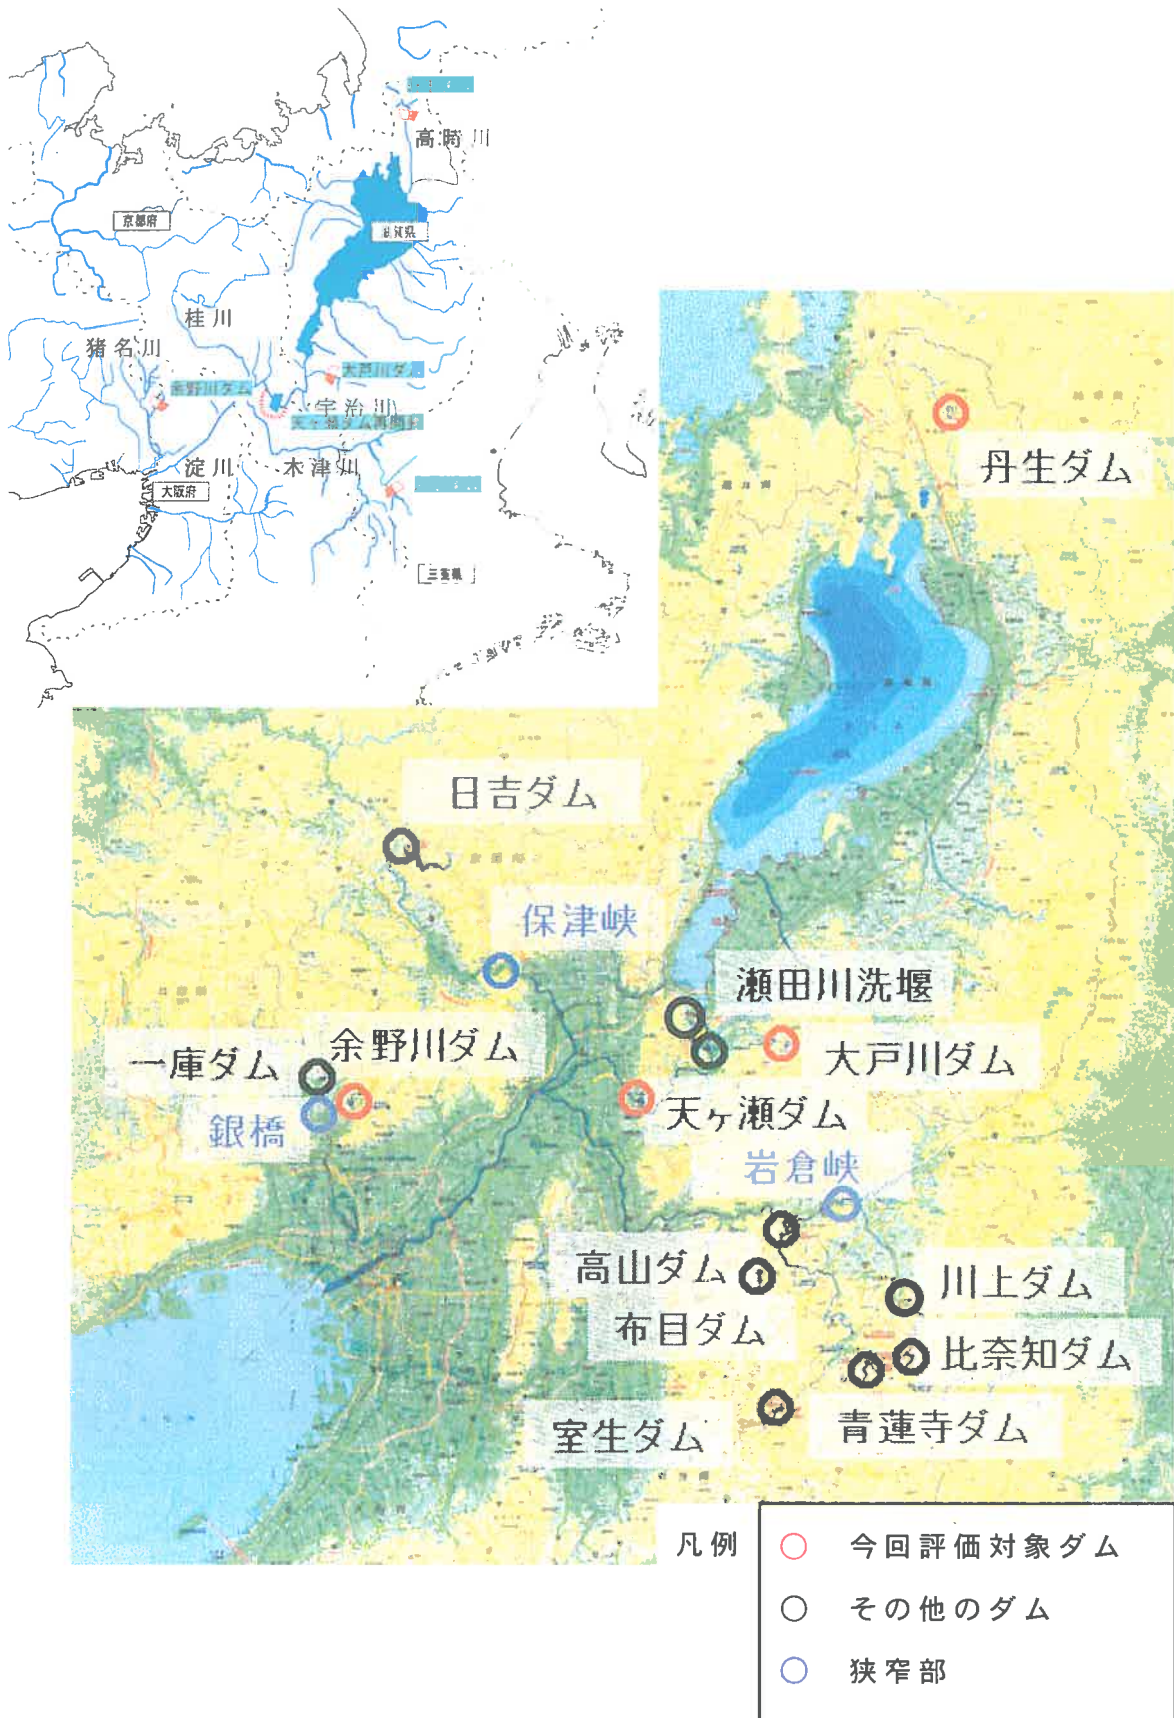 高時川
京都府
滋賀県
桂川
猪名川
余野川ダム
大戸川ダム
宇治川
天ヶ瀬ダム再開発
淀川
木津川
大阪府
三重県
丹生ダム
日吉ダム
保津峡
瀬田川洗堰
余野川ダム
一庫ダム
大戸川ダム
銀橋
天ヶ瀬ダム
岩倉峡
高山ダム
川上ダム
布目ダム
比奈知ダム
青蓮寺ダム
室生ダム
凡例
今回評価対象ダム
その他のダム
狭窄部